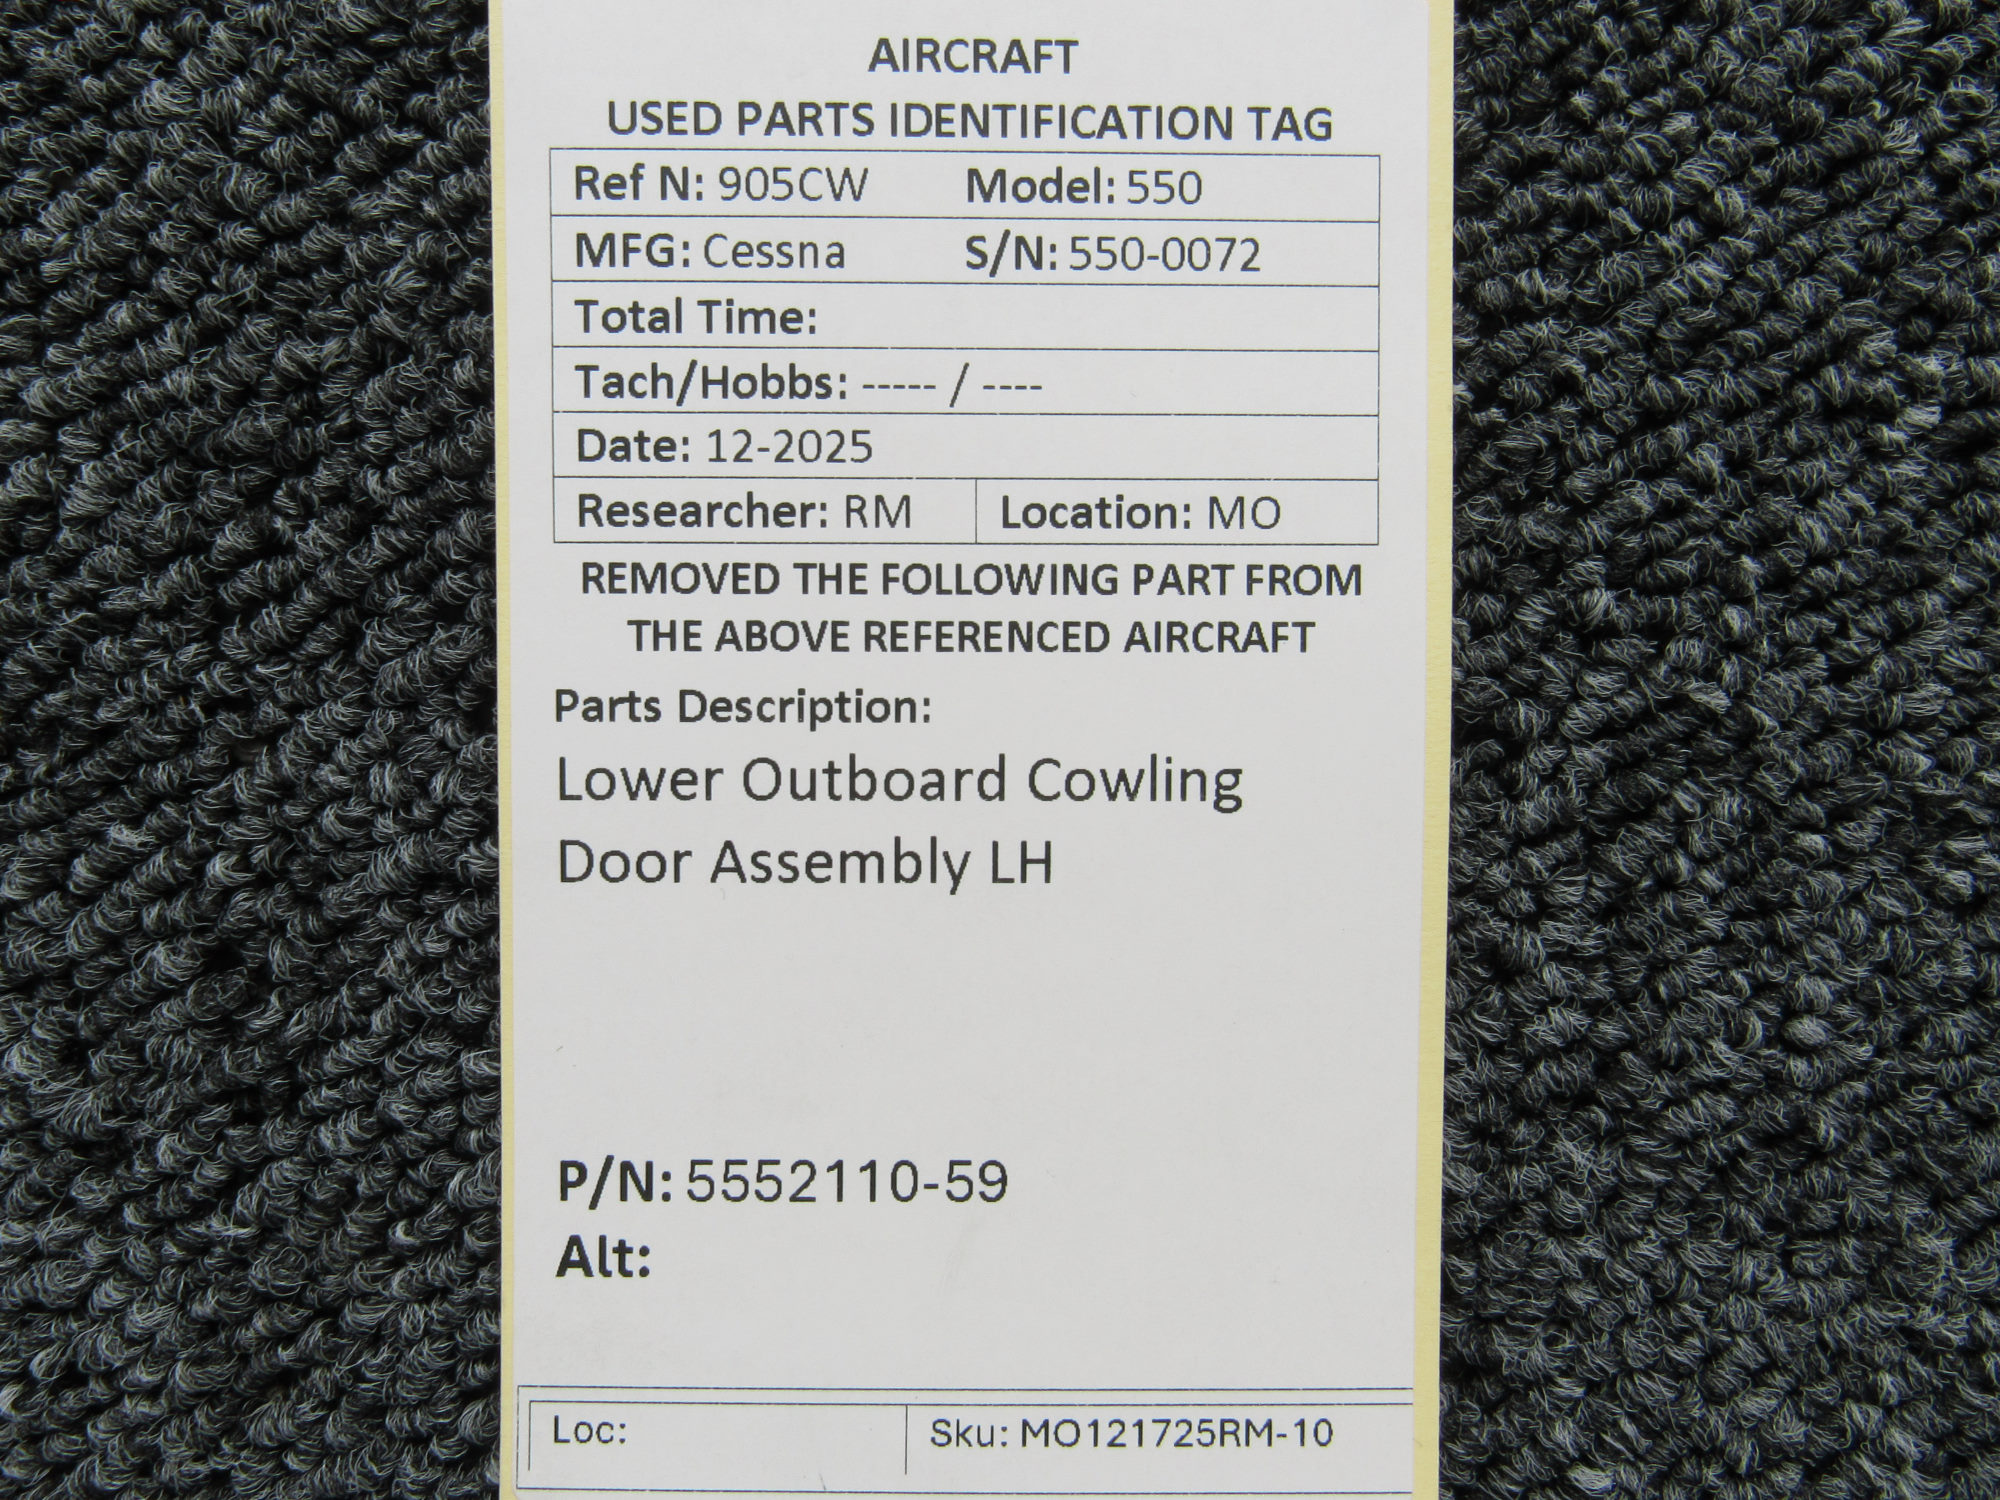 AIRCRAFT
USED PARTS IDENTIFICATION TAG
Ref N: 905CW Model: 550
MFG: Cessna S/N: 550-0072
Total Time:
Tach/Hobbs: ----- / ----
Date: 12-2025
Researcher: RM Location: MO
REMOVED THE FOLLOWING PART FROM
THE ABOVE REFERENCED AIRCRAFT
Parts Description:
Lower Outboard Cowling
Door Assembly LH
P/N: 5552110-59
Alt:
Loc: Sku: MO121725RM-10